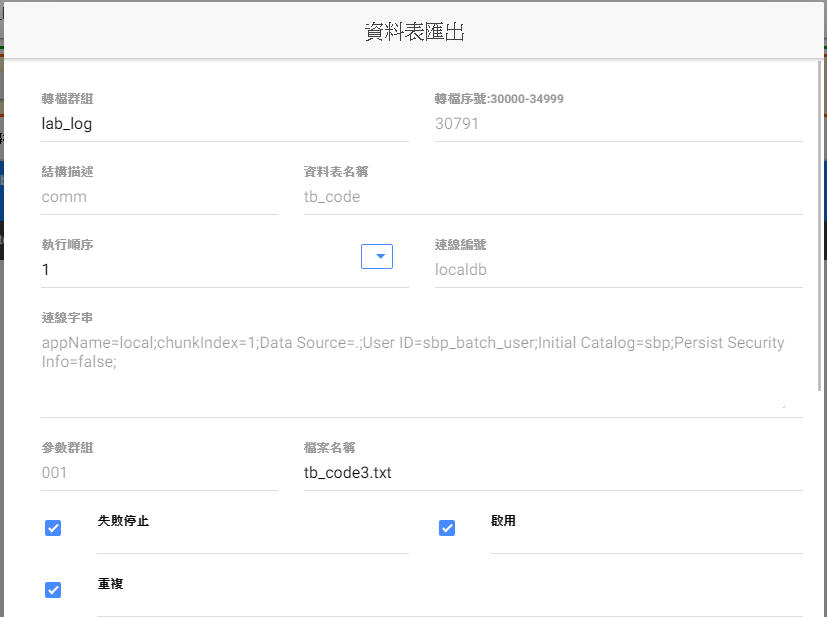 資料表匯出
轉檔群組
轉檔序號:30000-34999
lab_log
30791
結構描述
資料表名稱
comm
tb_code
執行順序
連線編號
1
localdb
連線字串
appName=local;chunkIndex=1;Data Source=.;User ID=sbp_batch_user;Initial Catalog=sbp;Persist Security
Info=false;
參數群組
檔案名稱
001
tb_code3.txt
失敗停止
啟用
重複